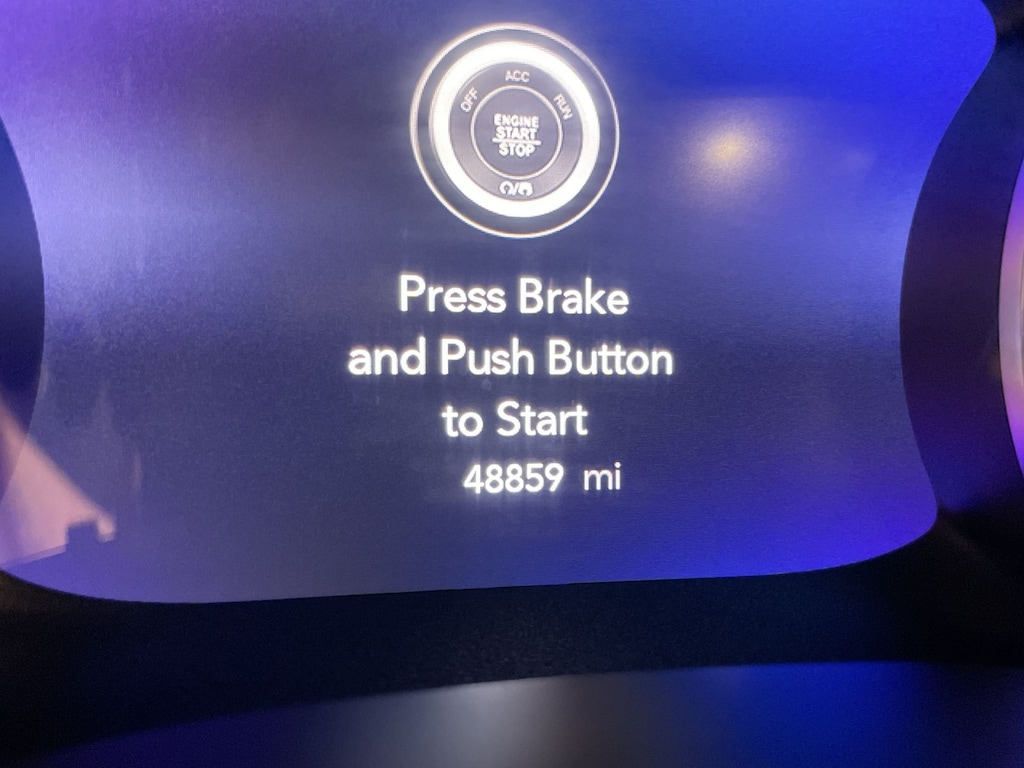 ACC
OFF
RUN
ENGINE
START
STOP
Press Brake
and Push Button
to Start
48859 mi